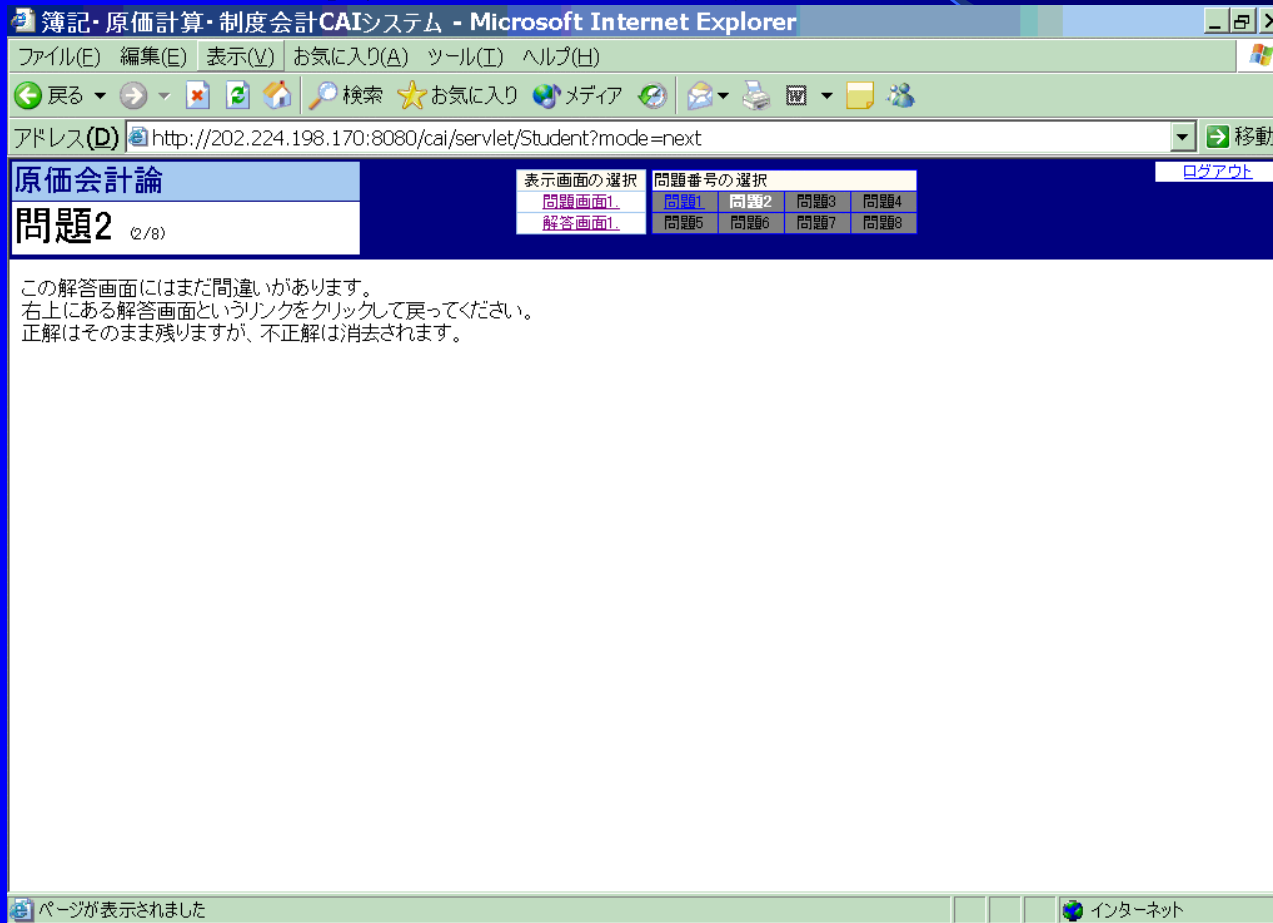 簿記・原価計算・制度会計CAIシステム - Microsoft Internet Explorer
ファイル(F) 編集(E) 表示(V) お気に入り(A) ツール(T) ヘルプ(H)
戻る 検索 お気に入り メディア
アドレス(D) http://202.224.198.170:8080/cai/servlet/Student?mode=next 移動
原価会計論
問題2 (2/8)
表示画面の選択 問題番号の選択 ログアウト
問題画面1. 問題1 問題2 問題3 問題4
解答画面1. 問題5 問題6 問題7 問題8
この解答画面にはまだ間違いがあります。
右上にある解答画面というリンクをクリックして戻ってください。
正解はそのまま残りますが、不正解は消去されます。
ページが表示されました インターネット